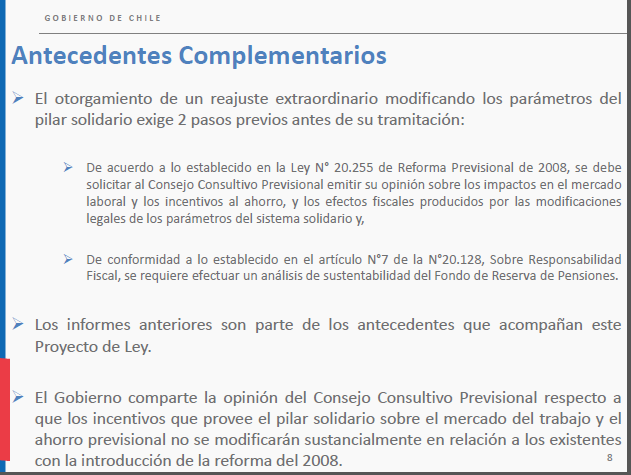 GOBIERNO DE CHILE
Antecedentes Complementarios
El otorgamiento de un reajuste extraordinario modificando los parámetros del
pilar solidario exige 2 pasos previos antes de su tramitación:
De acuerdo a lo establecido en la Ley N° 20.255 de Reforma Previsional de 2008, se debe
solicitar al Consejo Consultivo Previsional emitir su opinión sobre los impactos en el mercado
laboral y los incentivos al ahorro, y los efectos fiscales producidos por las modificaciones
legales de los parámetros del sistema solidario y,
De conformidad a lo establecido en el artículo N°7 de la N°20.128, Sobre Responsabilidad
Fiscal, se requiere efectuar un análisis de sustentabilidad del Fondo de Reserva de Pensiones.
Los informes anteriores son parte de los antecedentes que acompañan este
Proyecto de Ley.
El Gobierno comparte la opinión del Consejo Consultivo Previsional respecto a
que los incentivos que provee el pilar solidario sobre el mercado del trabajo y el
ahorro previsional no se modificarán sustancialmente en relación a los existentes
con la introducción de la reforma del 2008.
8